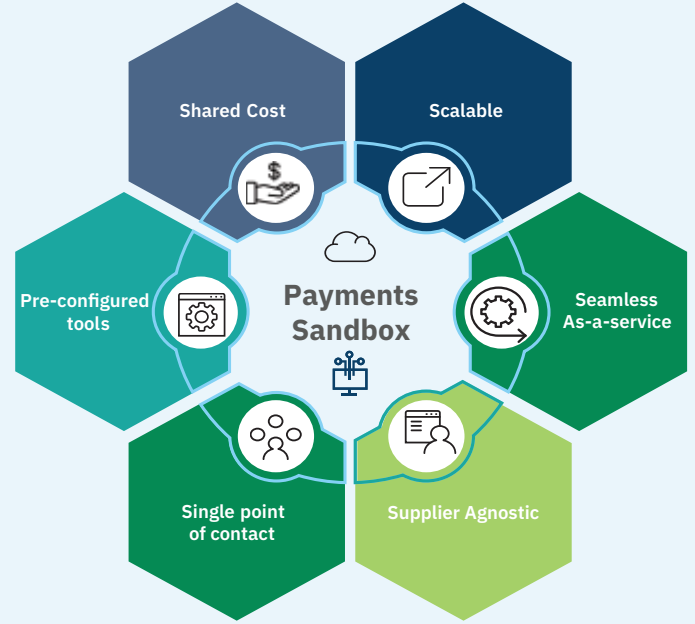 Shared Cost
Scalable
Payments
Sandbox
Pre-configured
tools
Seamless
As-a-service
Single point
of contact
Supplier Agnostic
$